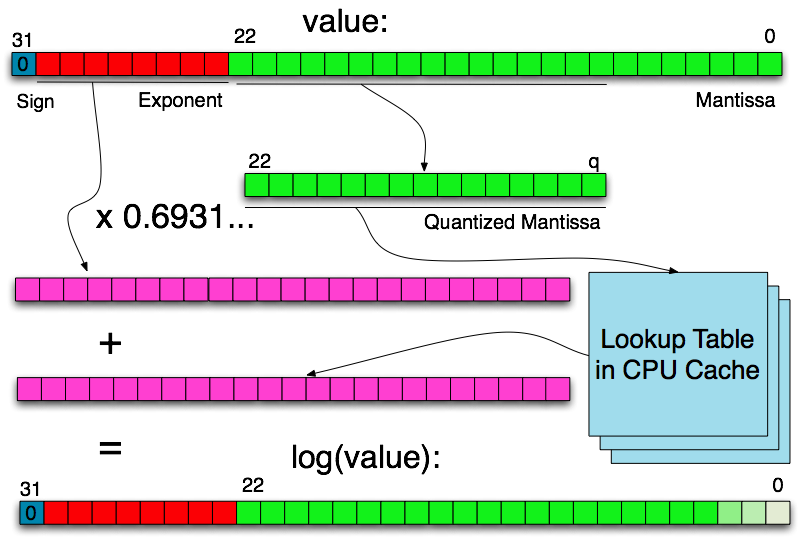 value:
31
22
0
0
Sign
Exponent
Mantissa
22
q
x 0.6931...
Quantized Mantissa
+
Lookup Table
in CPU Cache
=
log(value):
31
22
0
0